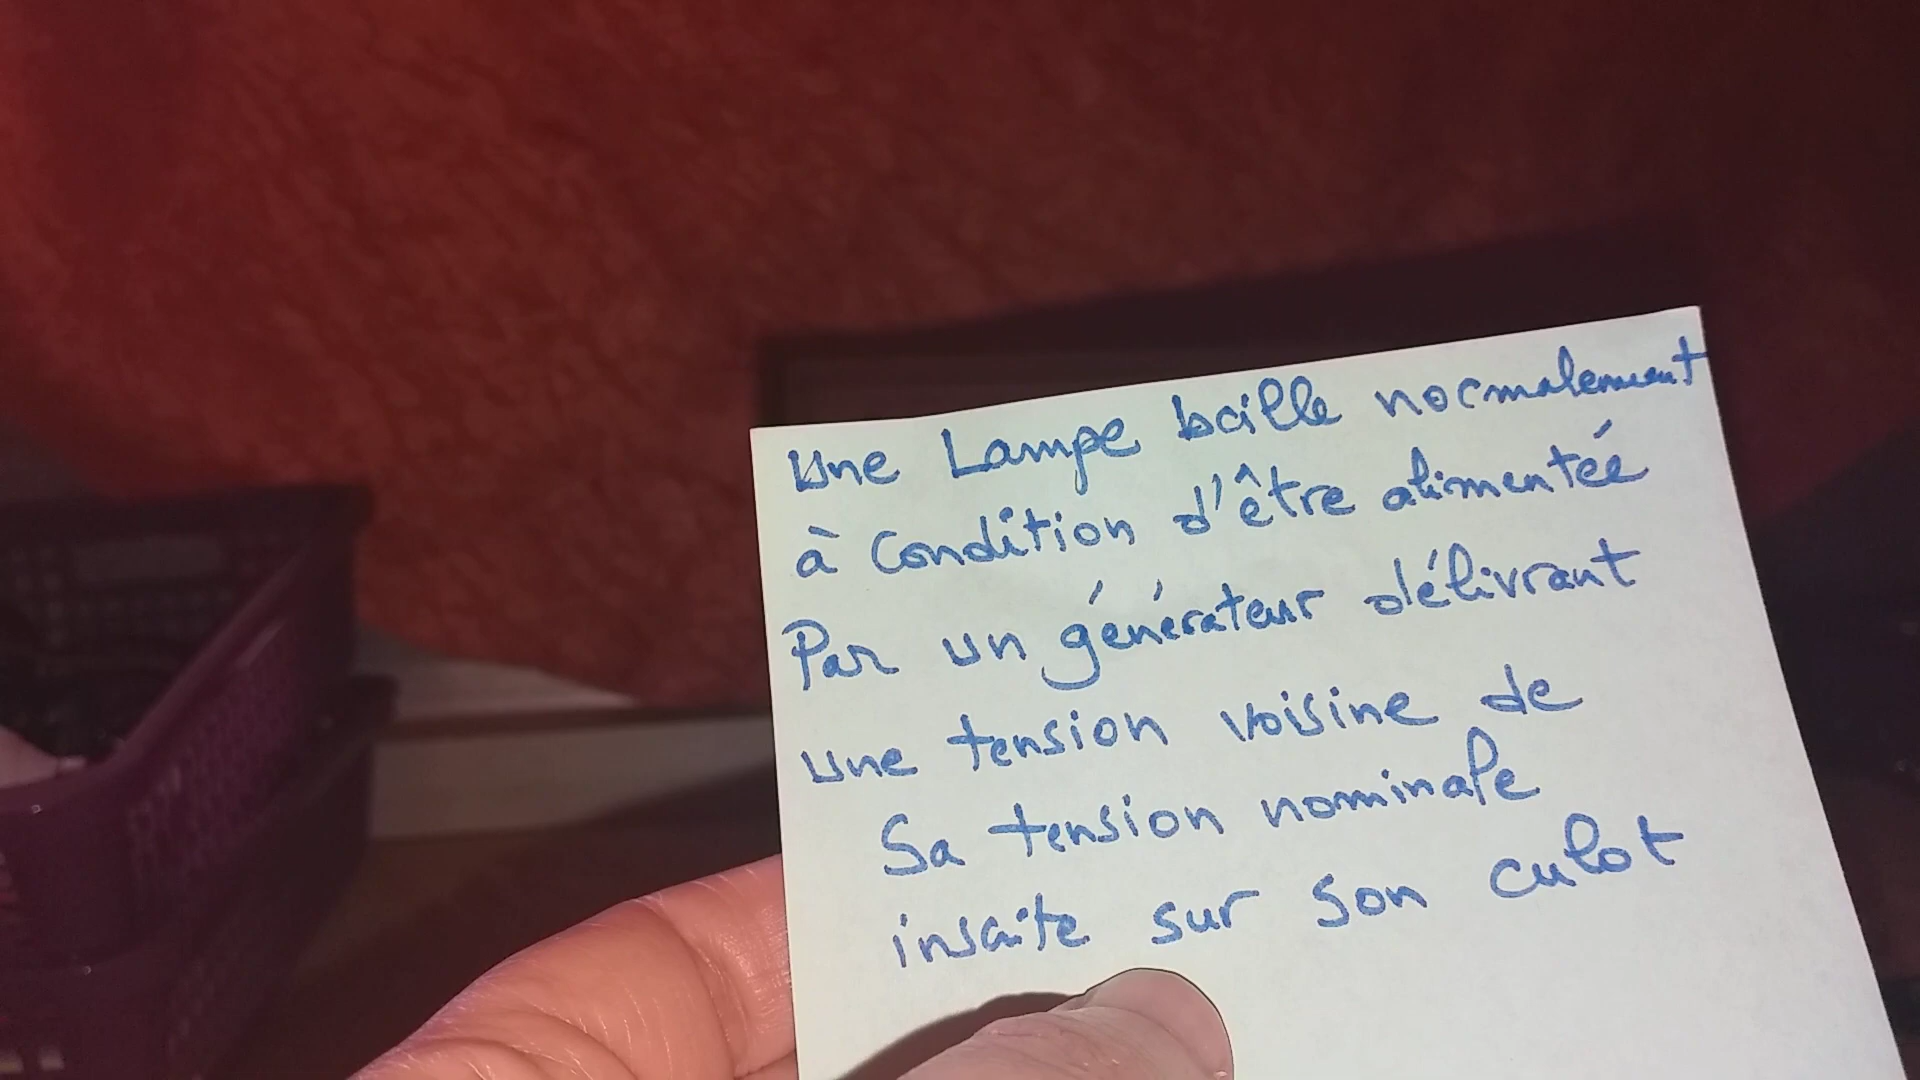 Une Lampe brille normalement
à condition d'être alimentée
Par un générateur délivrant
une tension voisine de
Sa tension nominale
inscrite sur son culot